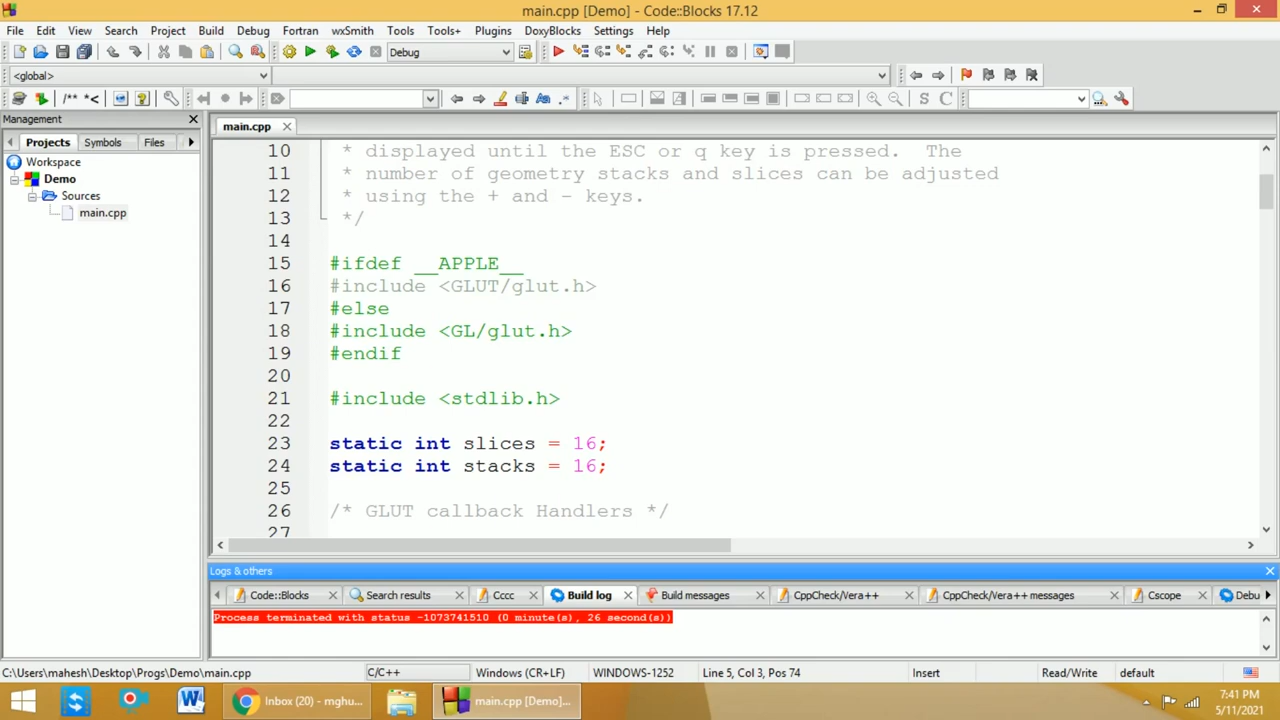 main.cpp [Demo] - Code::Blocks 17.12
File Edit View Search Project Build Debug Fortran wxSmith Tools Tools+ Plugins DoxyBlocks Settings Help
Debug
<global>
/** *<
S C
Management
main.cpp
Projects Symbols Files
Workspace
Demo
Sources
main.cpp
10 * displayed until the ESC or q key is pressed. The
11 * number of geometry stacks and slices can be adjusted
12 * using the + and - keys.
13 */
14
15 #ifdef __APPLE__
16 #include <GLUT/glut.h>
17 #else
18 #include <GL/glut.h>
19 #endif
20
21 #include <stdlib.h>
22
23 static int slices = 16;
24 static int stacks = 16;
25
26 /* GLUT callback Handlers */
27
Logs & others
Code::Blocks Search results Cccc Build log Build messages CppCheck/Vera++ CppCheck/Vera++ messages Cscope Debu
Process terminated with status -1073741510 (0 minute(s), 26 second(s))
C:\Users\mahesh\Desktop\Progs\Demo\main.cpp C/C++ Windows (CR+LF) WINDOWS-1252 Line 5, Col 3, Pos 74 Insert Read/Write default
Inbox (20) - mghu... main.cpp [Demo]...
7:41 PM
5/11/2021